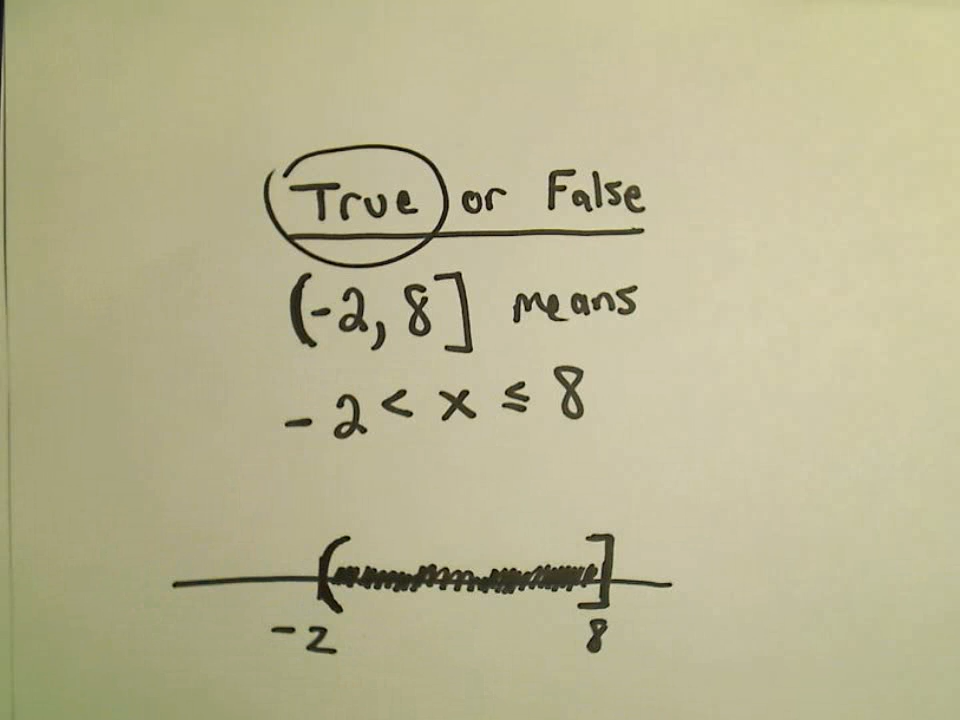 True or False
(-2, 8] means
-2 < x ≤ 8
( ]
-2 8